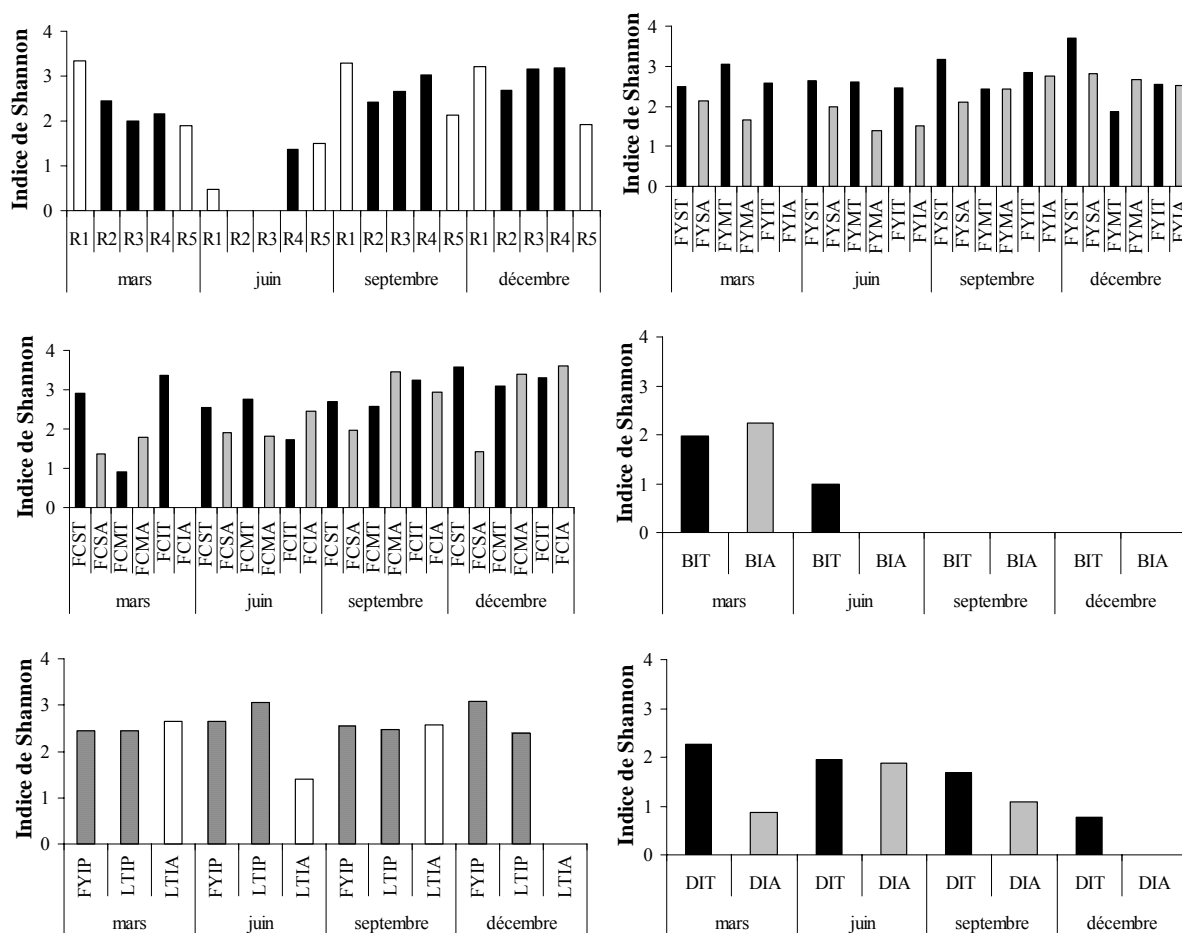 Indice de Shannon
4
3
2
1
0
R1 R2 R3 R4 R5 R1 R2 R3 R4 R5 R1 R2 R3 R4 R5 R1 R2 R3 R4 R5
mars juin septembre décembre
Indice de Shannon
4
3
2
1
0
FYST FYSA FYMT FYMA FYIT FYIA FYST FYSA FYMT FYMA FYIT FYIA FYST FYSA FYMT FYMA FYIT FYIA FYST FYSA FYMT FYMA FYIT FYIA
mars juin septembre décembre
Indice de Shannon
4
3
2
1
0
FCST FCSA FCMT FCMA FCIT FCIA FCST FCSA FCMT FCMA FCIT FCIA FCST FCSA FCMT FCMA FCIT FCIA FCST FCSA FCMT FCMA FCIT FCIA
mars juin septembre décembre
Indice de Shannon
4
3
2
1
0
BIT BIA BIT BIA BIT BIA BIT BIA
mars juin septembre décembre
Indice de Shannon
4
3
2
1
0
FYIP LTIP LTIA FYIP LTIP LTIA FYIP LTIP LTIA FYIP LTIP LTIA
mars juin septembre décembre
Indice de Shannon
4
3
2
1
0
DIT DIA DIT DIA DIT DIA DIT DIA
mars juin septembre décembre